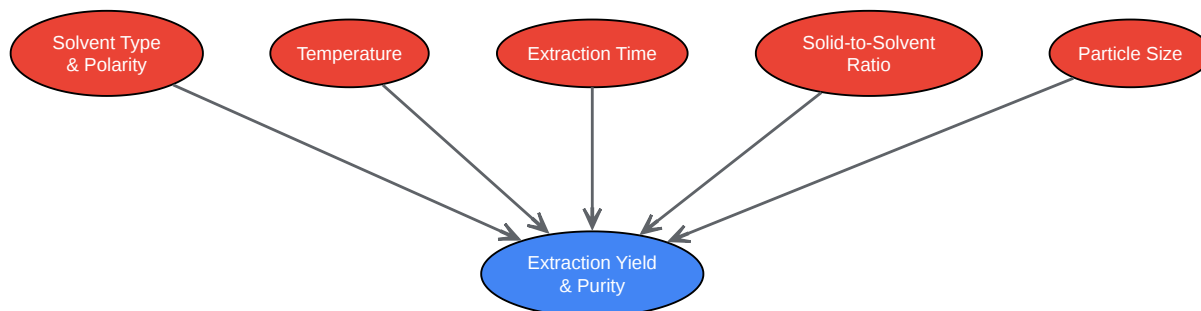 Solvent Type
& Polarity
Temperature
Extraction Time
Solid-to-Solvent
Ratio
Particle Size
Extraction Yield
& Purity